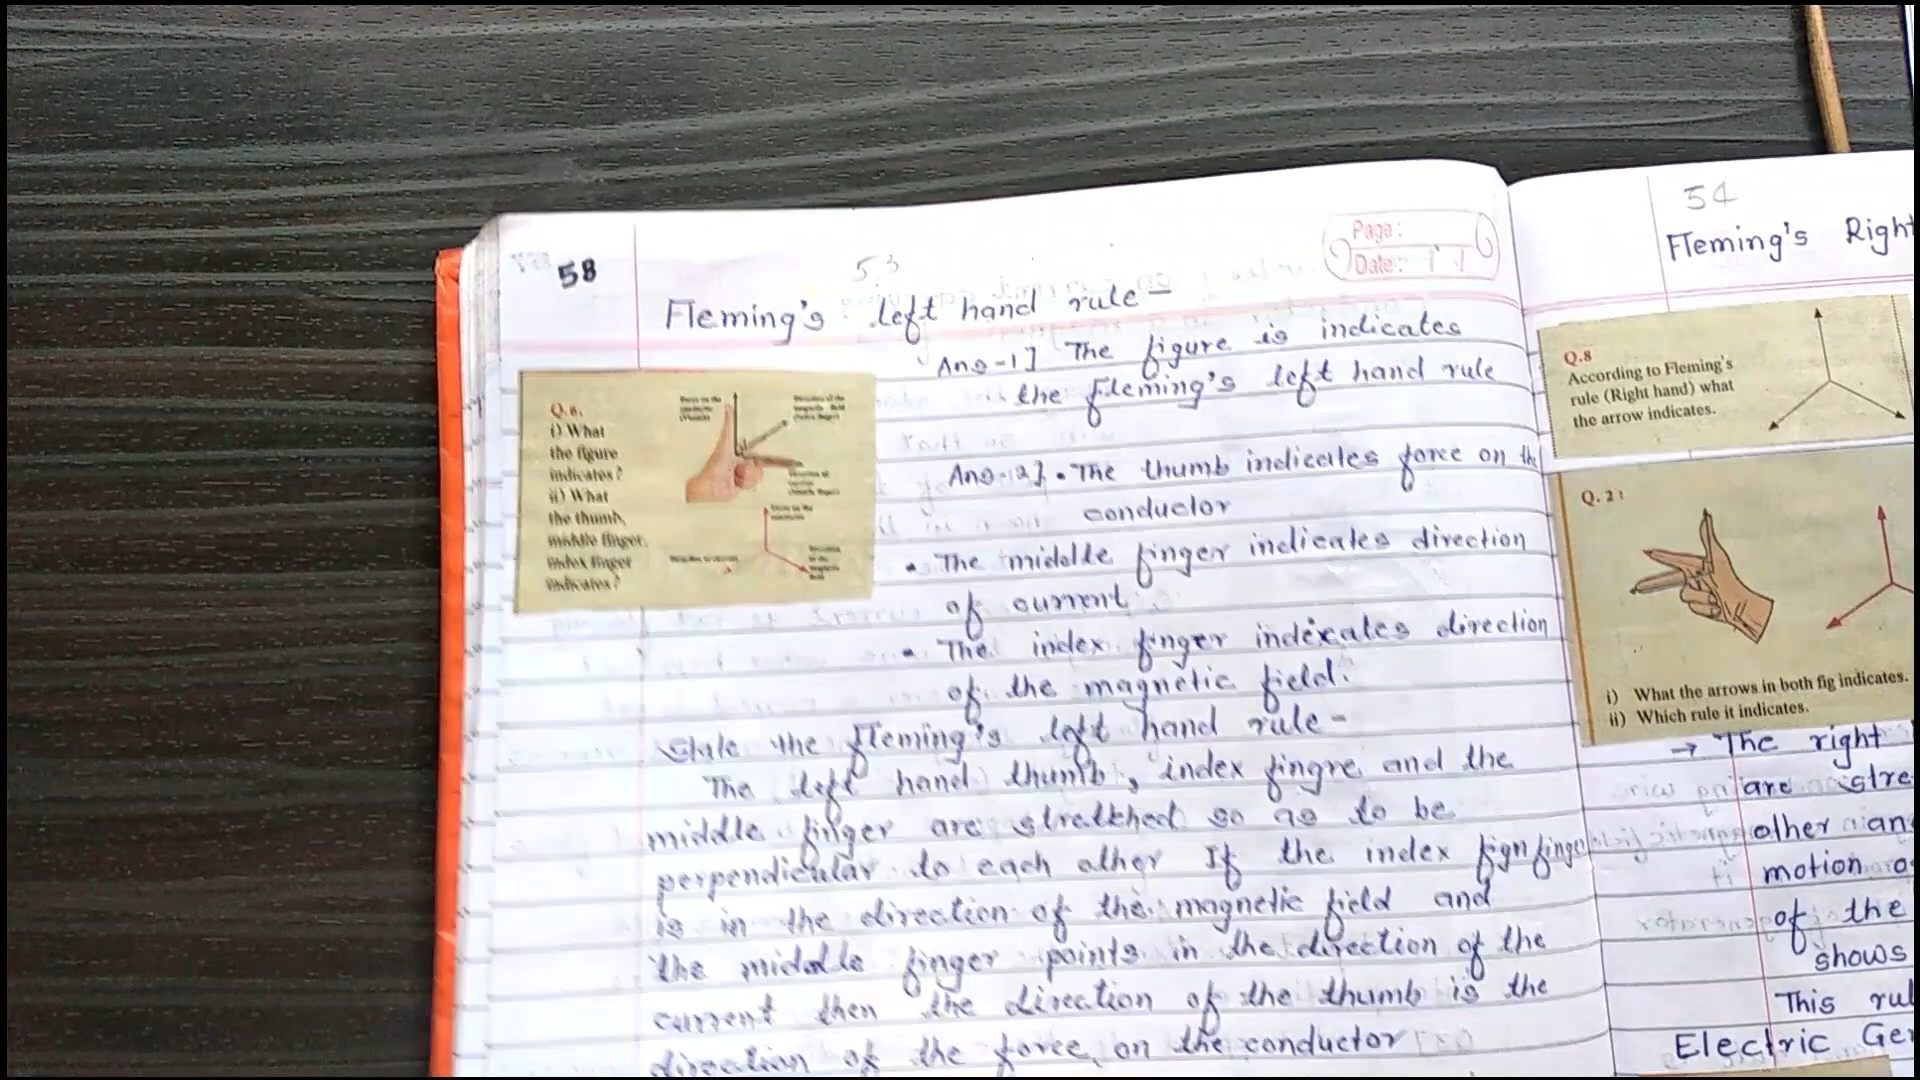 58
53
Page:
Date:
Fleming's left hand rule -
Ans-1] The figure is indicates
the Fleming's left hand rule
Q.6.
i) What
the figure
indicates?
ii) What
the thumb,
middle finger,
index finger
indicates?
Ans-2]. The thumb indicates force on the
conductor
• The middle finger indicates direction
of current
• The index finger indicates direction
of the magnetic field.
State the Fleming's left hand rule -
The left hand thumb, index fingre and the
middle finger are stretched so as to be
perpendicular to each other If the index fign finger
is in the direction of the magnetic field and
the middle finger points in the direction of the
current then the direction of the thumb is the
direction of the force on the conductor
54
Fleming's Right
Q.8
According to Fleming's
rule (Right hand) what
the arrow indicates.
Q. 2:
i) What the arrows in both fig indicates.
ii) Which rule it indicates.
→ The right
are stre
other an
motion o
of the
shows
This rul
Electric Ge